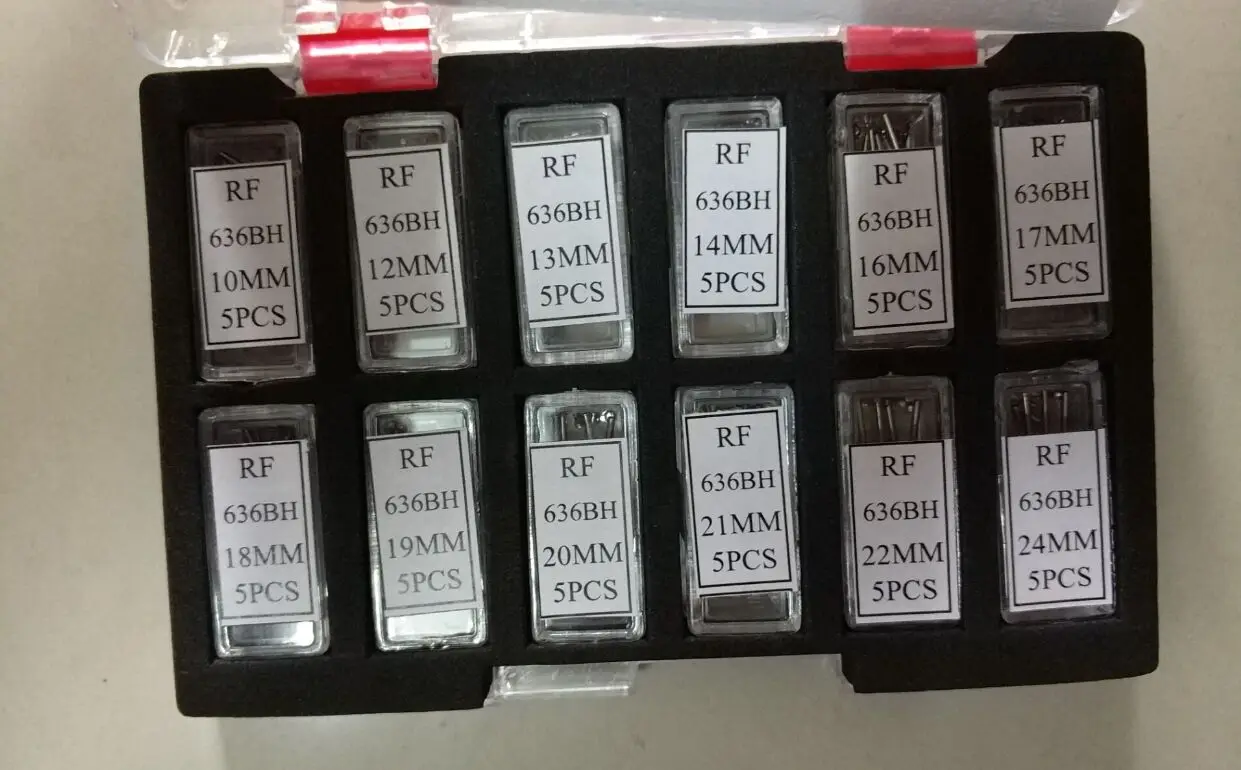 RF
636BH
10MM
5PCS
RF
636BH
12MM
5PCS
RF
636BH
13MM
5PCS
RF
636BH
14MM
5PCS
RF
636BH
16MM
5PCS
RF
636BH
17MM
5PCS
RF
636BH
18MM
5PCS
RF
636BH
19MM
5PCS
RF
636BH
20MM
5PCS
RF
636BH
21MM
5PCS
RF
636BH
22MM
5PCS
RF
636BH
24MM
5PCS